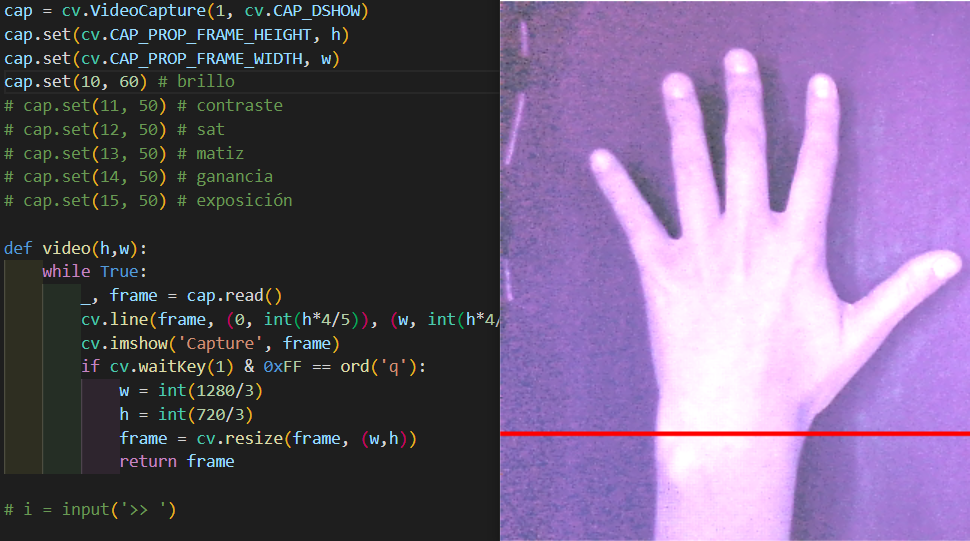 cap = cv.VideoCapture(1, cv.CAP_DSHOW)
cap.set(cv.CAP_PROP_FRAME_HEIGHT, h)
cap.set(cv.CAP_PROP_FRAME_WIDTH, w)
cap.set(10, 60) # brillo
# cap.set(11, 50) # contraste
# cap.set(12, 50) # sat
# cap.set(13, 50) # matiz
# cap.set(14, 50) # ganancia
# cap.set(15, 50) # exposición
def video(h,w):
while True:
_, frame = cap.read()
cv.line(frame, (0, int(h*4/5)), (w, int(h*4/
cv.imshow('Capture', frame)
if cv.waitKey(1) & 0xFF == ord('q'):
w = int(1280/3)
h = int(720/3)
frame = cv.resize(frame, (w,h))
return frame
# i = input('>> ')